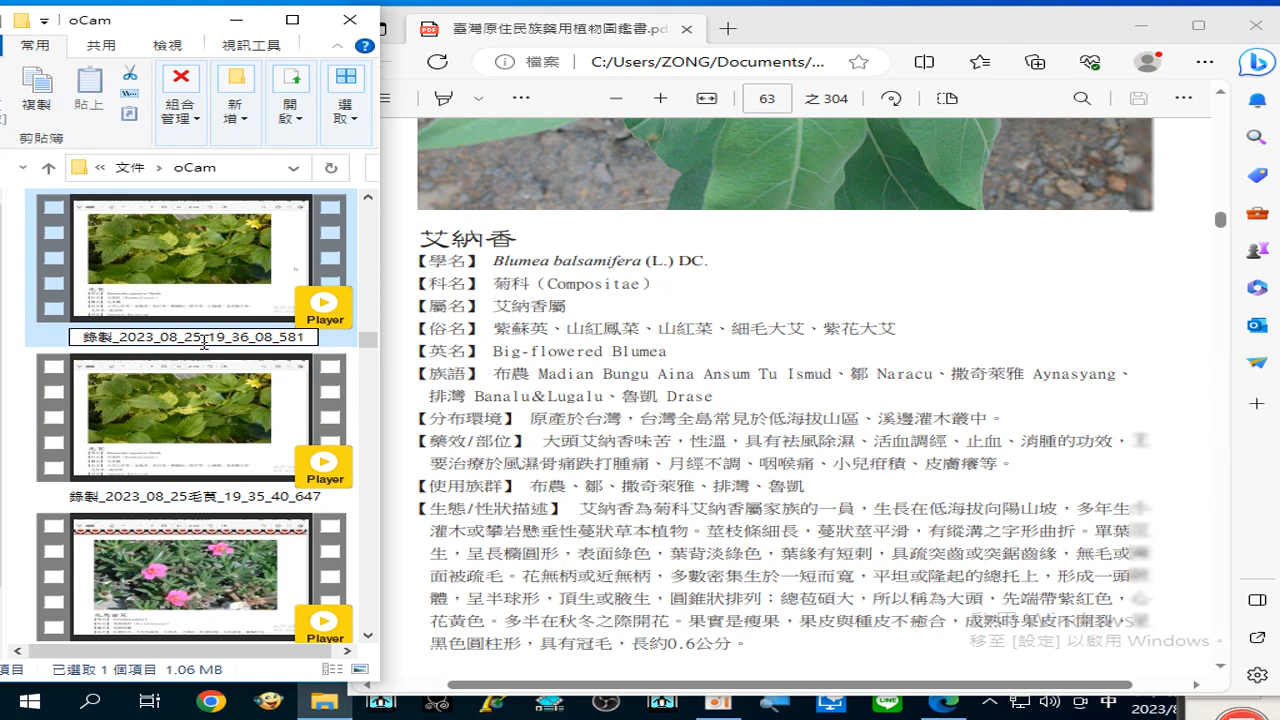 oCam
常用 共用 檢視 視訊工具
複製 貼上 組合管理 新增 開啟 選取
剪貼簿
« 文件 > oCam
Player
錄製_2023_08_25_19_36_08_581
Player
錄製_2023_08_25毛茛_19_35_40_647
Player
項目 已選取 1 個項目 1.06 MB
臺灣原住民族藥用植物圖鑑書.pd
檔案 C:/Users/ZONG/Documents/...
63 之 304
艾納香
【學名】 Blumea balsamifera (L.) DC.
【科名】 菊科（Compositae）
【屬名】 艾納香屬
【俗名】 紫蘇英、山紅鳳菜、山紅菜、細毛大艾、紫花大艾
【英名】 Big-flowered Blumea
【族語】 布農 Madian Bungu Aina Ansum Tu Ismud、鄒 Naracu、撒奇萊雅 Aynasyang、
排灣 Banalu&Lugalu、魯凱 Drase
【分布環境】 原產於台灣，台灣全島常見於低海拔山區、溪邊灌木叢中。
【藥效/部位】 大頭艾納香味苦，性溫，具有祛風除濕、活血調經、止血、消腫的功效，
要治療於風濕骨痛跌打腫痛、月經不調、咽喉痛、小兒疳積、皮膚癢等。
【使用族群】 布農、鄒、撒奇萊雅、排灣、魯凱
【生態/性狀描述】 艾納香為菊科艾納香屬家族的一員，生長在低海拔向陽山坡，多年生
灌木或攀岩懸垂性蔓狀草本植物。莖枝條細長，蔓狀莖平滑，有縱溝之字形曲折。單葉
生，呈長橢圓形，表面綠色，葉背淡綠色，葉緣有短刺，具疏突齒或突鋸齒緣，無毛或
面被疏毛。花無柄或近無柄，多數密集生於一短而寬，平坦或隆起的總托上，形成一頭
體，呈半球形，頂生或腋生，圓錐狀排列；總苞碩大，所以稱為大頭，先端帶紫紅色，
花黃色。多半在秋冬之際開花。果實是瘦果，果皮與種皮不癒合，成熟時果皮不開裂，
黑色圓柱形，具有冠毛，長約0.6公分。
移至 [設定] 以啟用 Windows。
LINE 中
2023/8